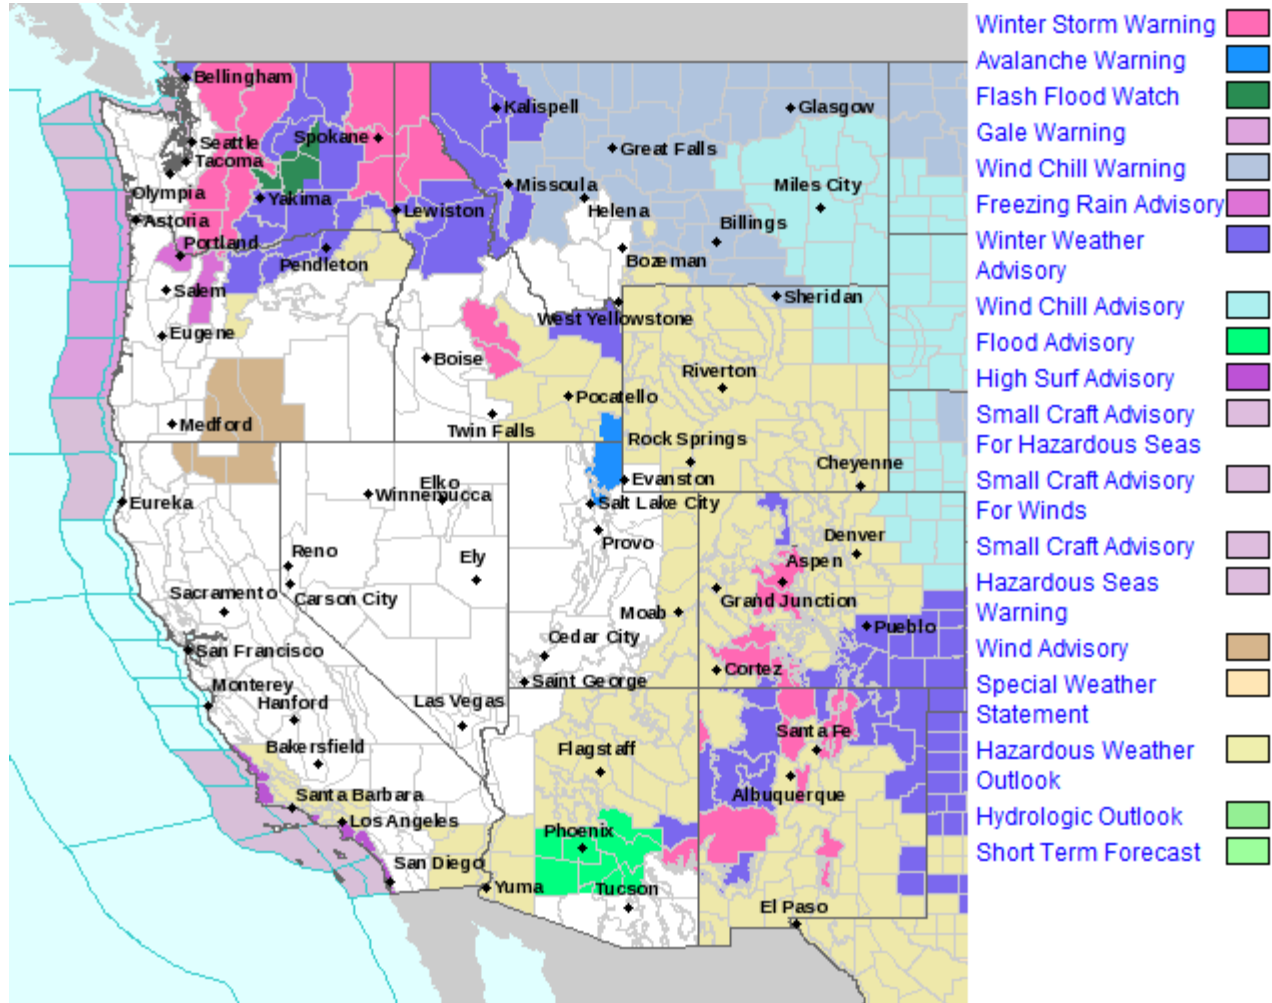 Winter Storm Warning
Avalanche Warning
Flash Flood Watch
Gale Warning
Wind Chill Warning
Freezing Rain Advisory
Winter Weather
Advisory
Wind Chill Advisory
Flood Advisory
High Surf Advisory
Small Craft Advisory
For Hazardous Seas
Small Craft Advisory
For Winds
Small Craft Advisory
Hazardous Seas
Warning
Wind Advisory
Special Weather
Statement
Hazardous Weather
Outlook
Hydrologic Outlook
Short Term Forecast
Bellingham
Kalispell
Glasgow
Seattle
Spokane
Great Falls
Tacoma
Olympia
Missoula
Miles City
Yakima
Helena
Lewiston
Astoria
Billings
Portland
Pendleton
Bozeman
Salem
Sheridan
West Yellowstone
Eugene
Boise
Riverton
Pocatello
Medford
Twin Falls
Rock Springs
Cheyenne
Elko
Evanston
Winnemucca
Eureka
Salt Lake City
Denver
Provo
Reno
Ely
Aspen
Sacramento
Carson City
Grand Junction
Moab
Pueblo
Cedar City
San Francisco
Cortez
Saint George
Monterey
Hanford
Las Vegas
Santa Fe
Bakersfield
Flagstaff
Santa Barbara
Albuquerque
Los Angeles
Phoenix
San Diego
Yuma
Tucson
El Paso